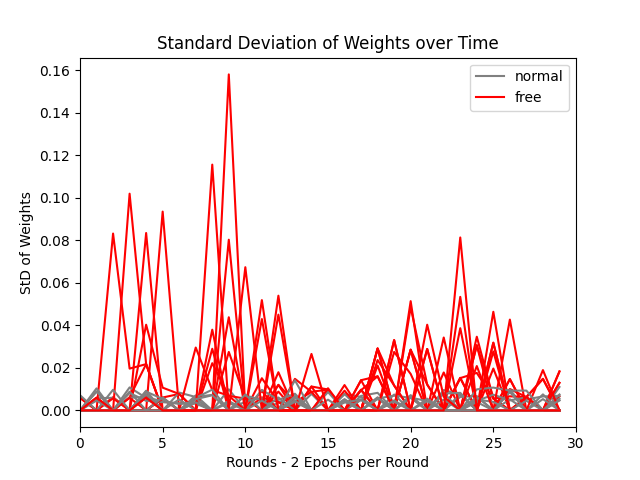 Standard Deviation of Weights over Time
0.16
0.14
0.12
0.10
0.08
0.06
0.04
0.02
0.00
StD of Weights
normal
free
0 5 10 15 20 25 30
Rounds - 2 Epochs per Round